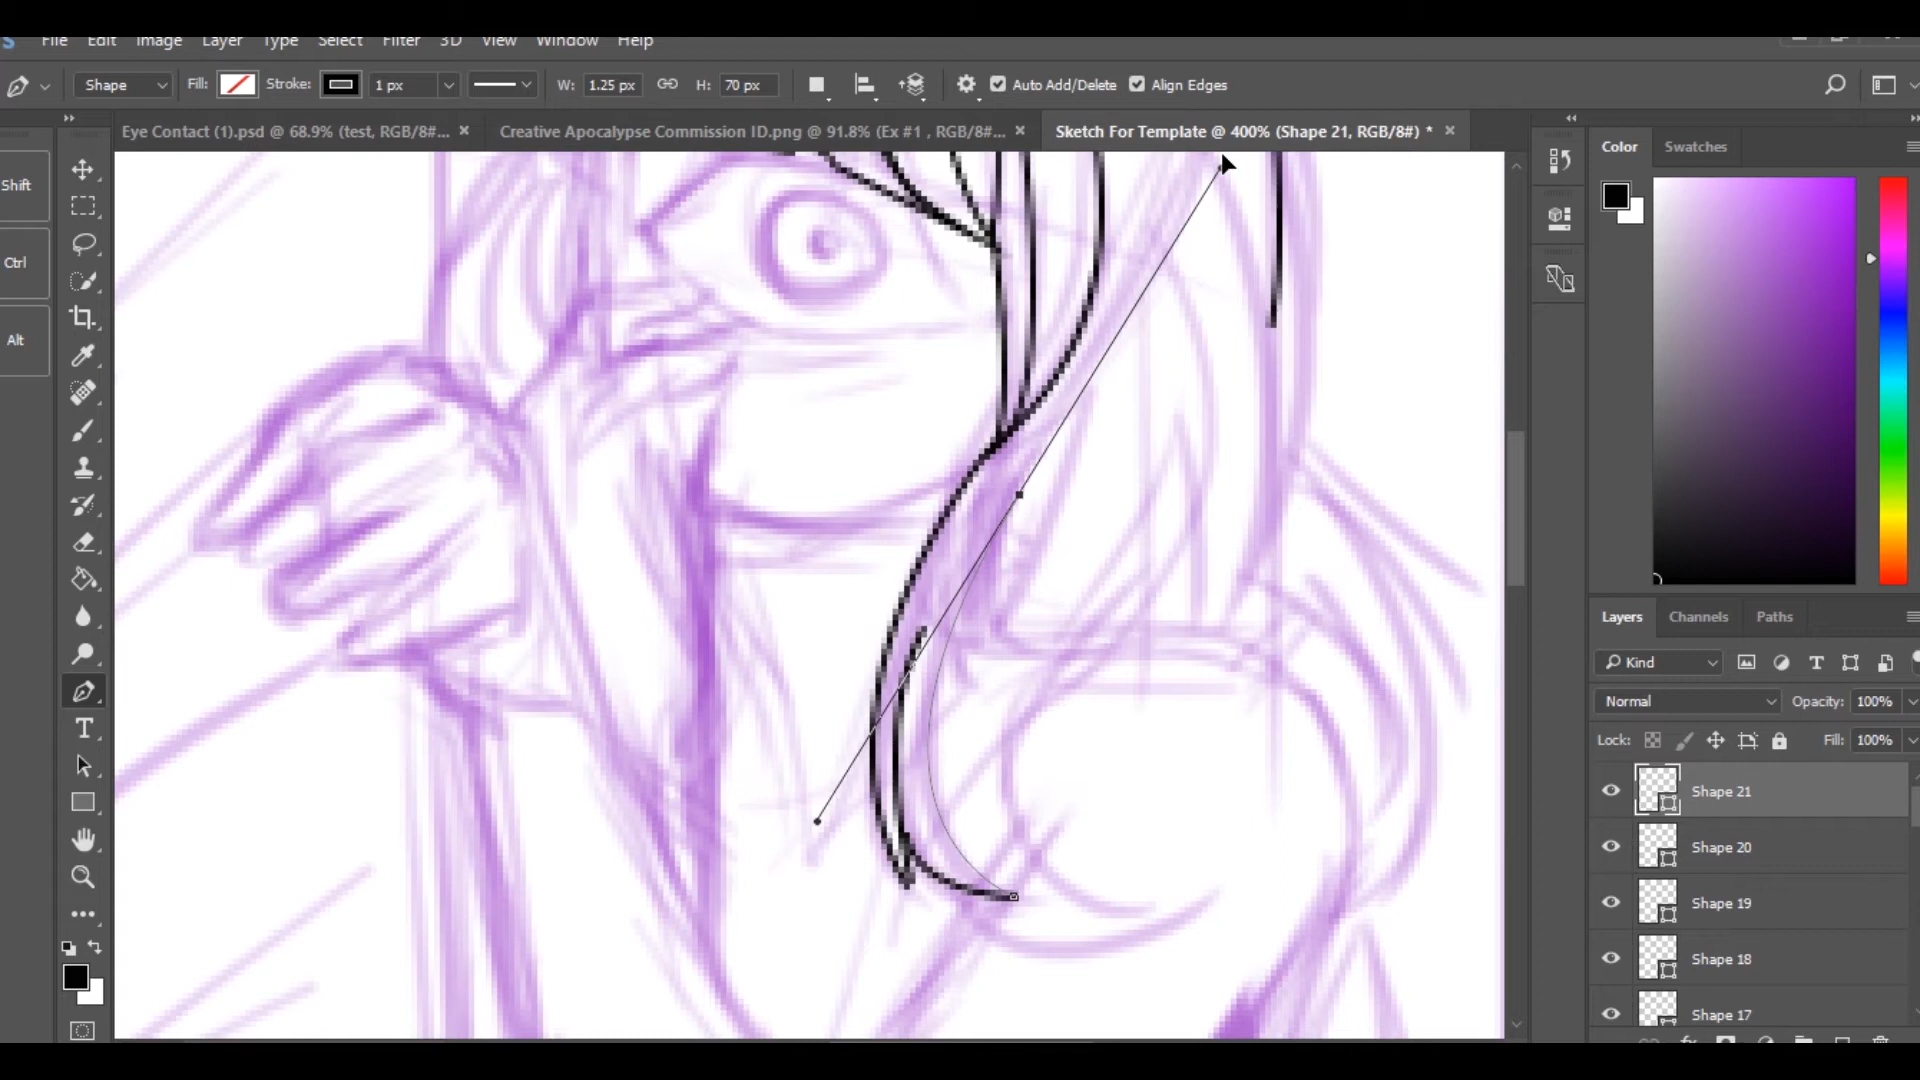 File Edit Image Layer Type Select Filter 3D View Window Help
Shape Fill: Stroke: 1 px W: 1.25 px H: 70 px Auto Add/Delete Align Edges
Eye Contact (1).psd @ 68.9% (test, RGB/8#... × Creative Apocalypse Commission ID.png @ 91.8% (Ex #1 , RGB/8#... × Sketch For Template @ 400% (Shape 21, RGB/8#) * ×
Shift
Ctrl
Alt
Color Swatches
Layers Channels Paths
Kind
Normal Opacity: 100%
Lock: Fill: 100%
Shape 21
Shape 20
Shape 19
Shape 18
Shape 17